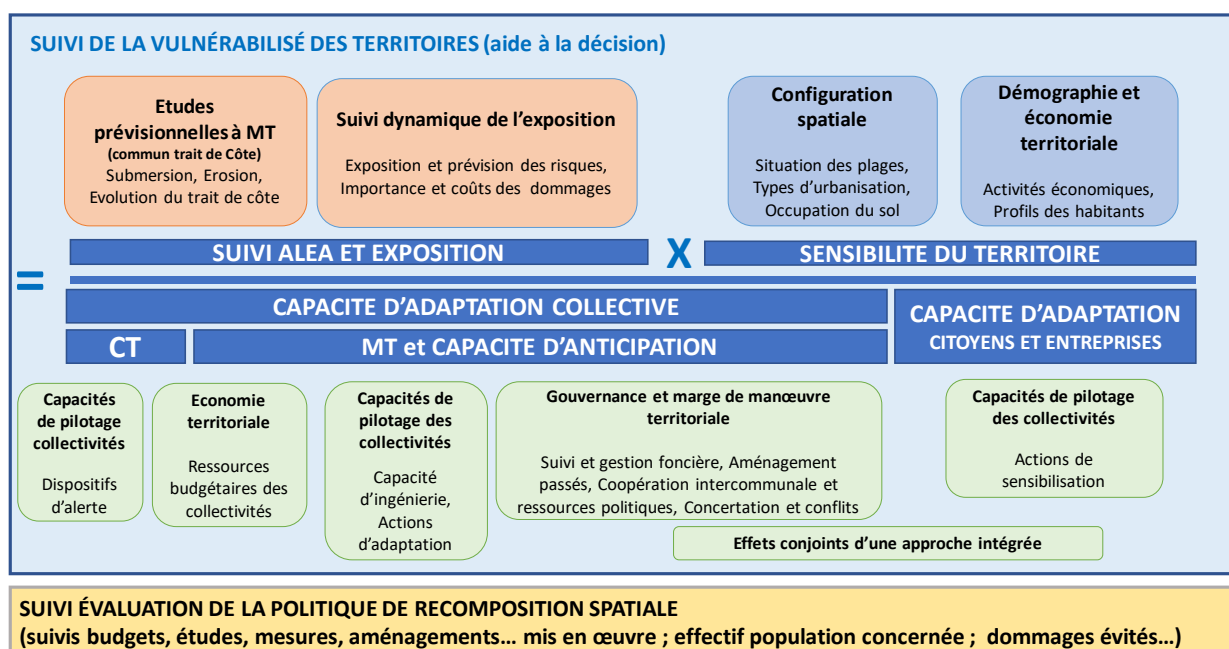 SUIVI DE LA VULNÉRABILISÉ DES TERRITOIRES (aide à la décision)
Etudes
prévisionnelles à MT
(commun trait de Côte)
Submersion, Erosion,
Evolution du trait de côte
Suivi dynamique de l'exposition
Exposition et prévision des risques,
Importance et coûts des dommages
Configuration
spatiale
Situation des plages,
Types d'urbanisation,
Occupation du sol
Démographie et
économie
territoriale
Activités économiques,
Profils des habitants
SUIVI ALEA ET EXPOSITION
X
SENSIBILITE DU TERRITOIRE
=
CAPACITE D'ADAPTATION COLLECTIVE
CAPACITE D'ADAPTATION
CITOYENS ET ENTREPRISES
CT
MT et CAPACITE D'ANTICIPATION
Capacités
de pilotage
collectivités
Dispositifs
d'alerte
Economie
territoriale
Ressources
budgétaires des
collectivités
Capacités de
pilotage des
collectivités
Capacité
d'ingénierie,
Actions
d'adaptation
Gouvernance et marge de manœuvre
territoriale
Suivi et gestion foncière, Aménagement
passés, Coopération intercommunale et
ressources politiques, Concertation et conflits
Capacités de pilotage
des collectivités
Actions de
sensibilisation
Effets conjoints d'une approche intégrée
SUIVI ÉVALUATION DE LA POLITIQUE DE RECOMPOSITION SPATIALE
(suivis budgets, études, mesures, aménagements… mis en œuvre ; effectif population concernée ; dommages évités…)